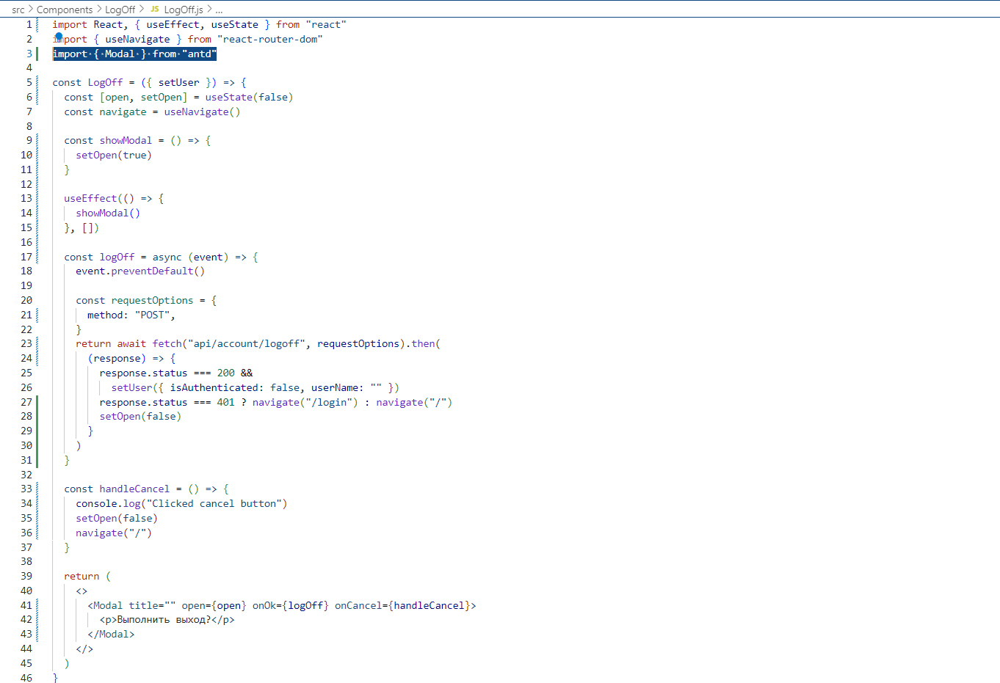 src > Components > LogOff > JS LogOff.js > ...
1 import React, { useEffect, useState } from "react"
2 import { useNavigate } from "react-router-dom"
3 import·{·Modal·}·from·"antd"
4
5 const LogOff = ({ setUser }) => {
6   const [open, setOpen] = useState(false)
7   const navigate = useNavigate()
8
9   const showModal = () => {
10     setOpen(true)
11   }
12
13   useEffect(() => {
14     showModal()
15   }, [])
16
17   const logOff = async (event) => {
18     event.preventDefault()
19
20     const requestOptions = {
21       method: "POST",
22     }
23     return await fetch("api/account/logoff", requestOptions).then(
24       (response) => {
25         response.status === 200 &&
26           setUser({ isAuthenticated: false, userName: "" })
27         response.status === 401 ? navigate("/login") : navigate("/")
28         setOpen(false)
29       }
30     )
31   }
32
33   const handleCancel = () => {
34     console.log("Clicked cancel button")
35     setOpen(false)
36     navigate("/")
37   }
38
39   return (
40     <>
41       <Modal title="" open={open} onOk={logOff} onCancel={handleCancel}>
42         <p>Выполнить выход?</p>
43       </Modal>
44     </>
45   )
46 }